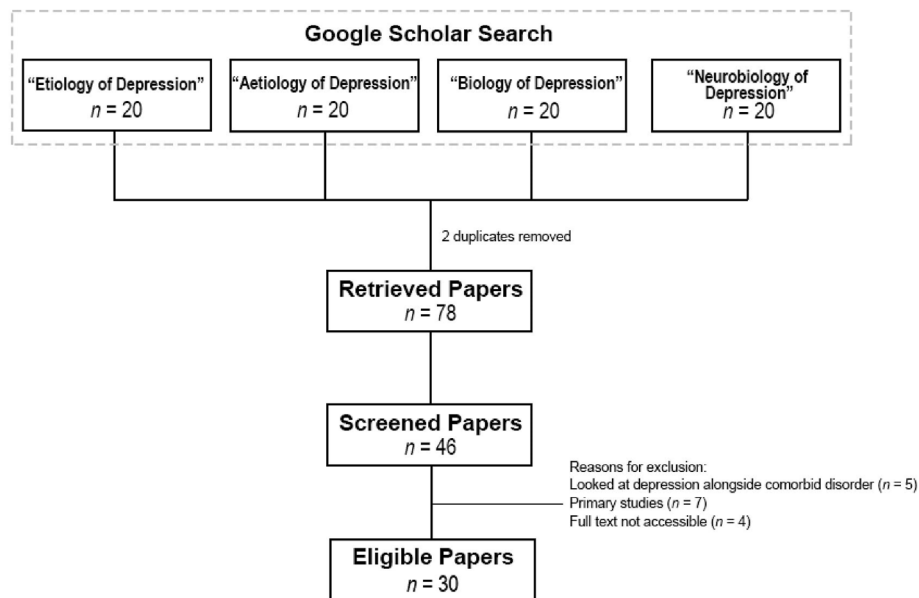 Google Scholar Search
“Etiology of Depression”
n = 20
“Aetiology of Depression”
n = 20
“Biology of Depression”
n = 20
“Neurobiology of
Depression”
n = 20
2 duplicates removed
Retrieved Papers
n = 78
Screened Papers
n = 46
Reasons for exclusion:
Looked at depression alongside comorbid disorder (n = 5)
Primary studies (n = 7)
Full text not accessible (n = 4)
Eligible Papers
n = 30